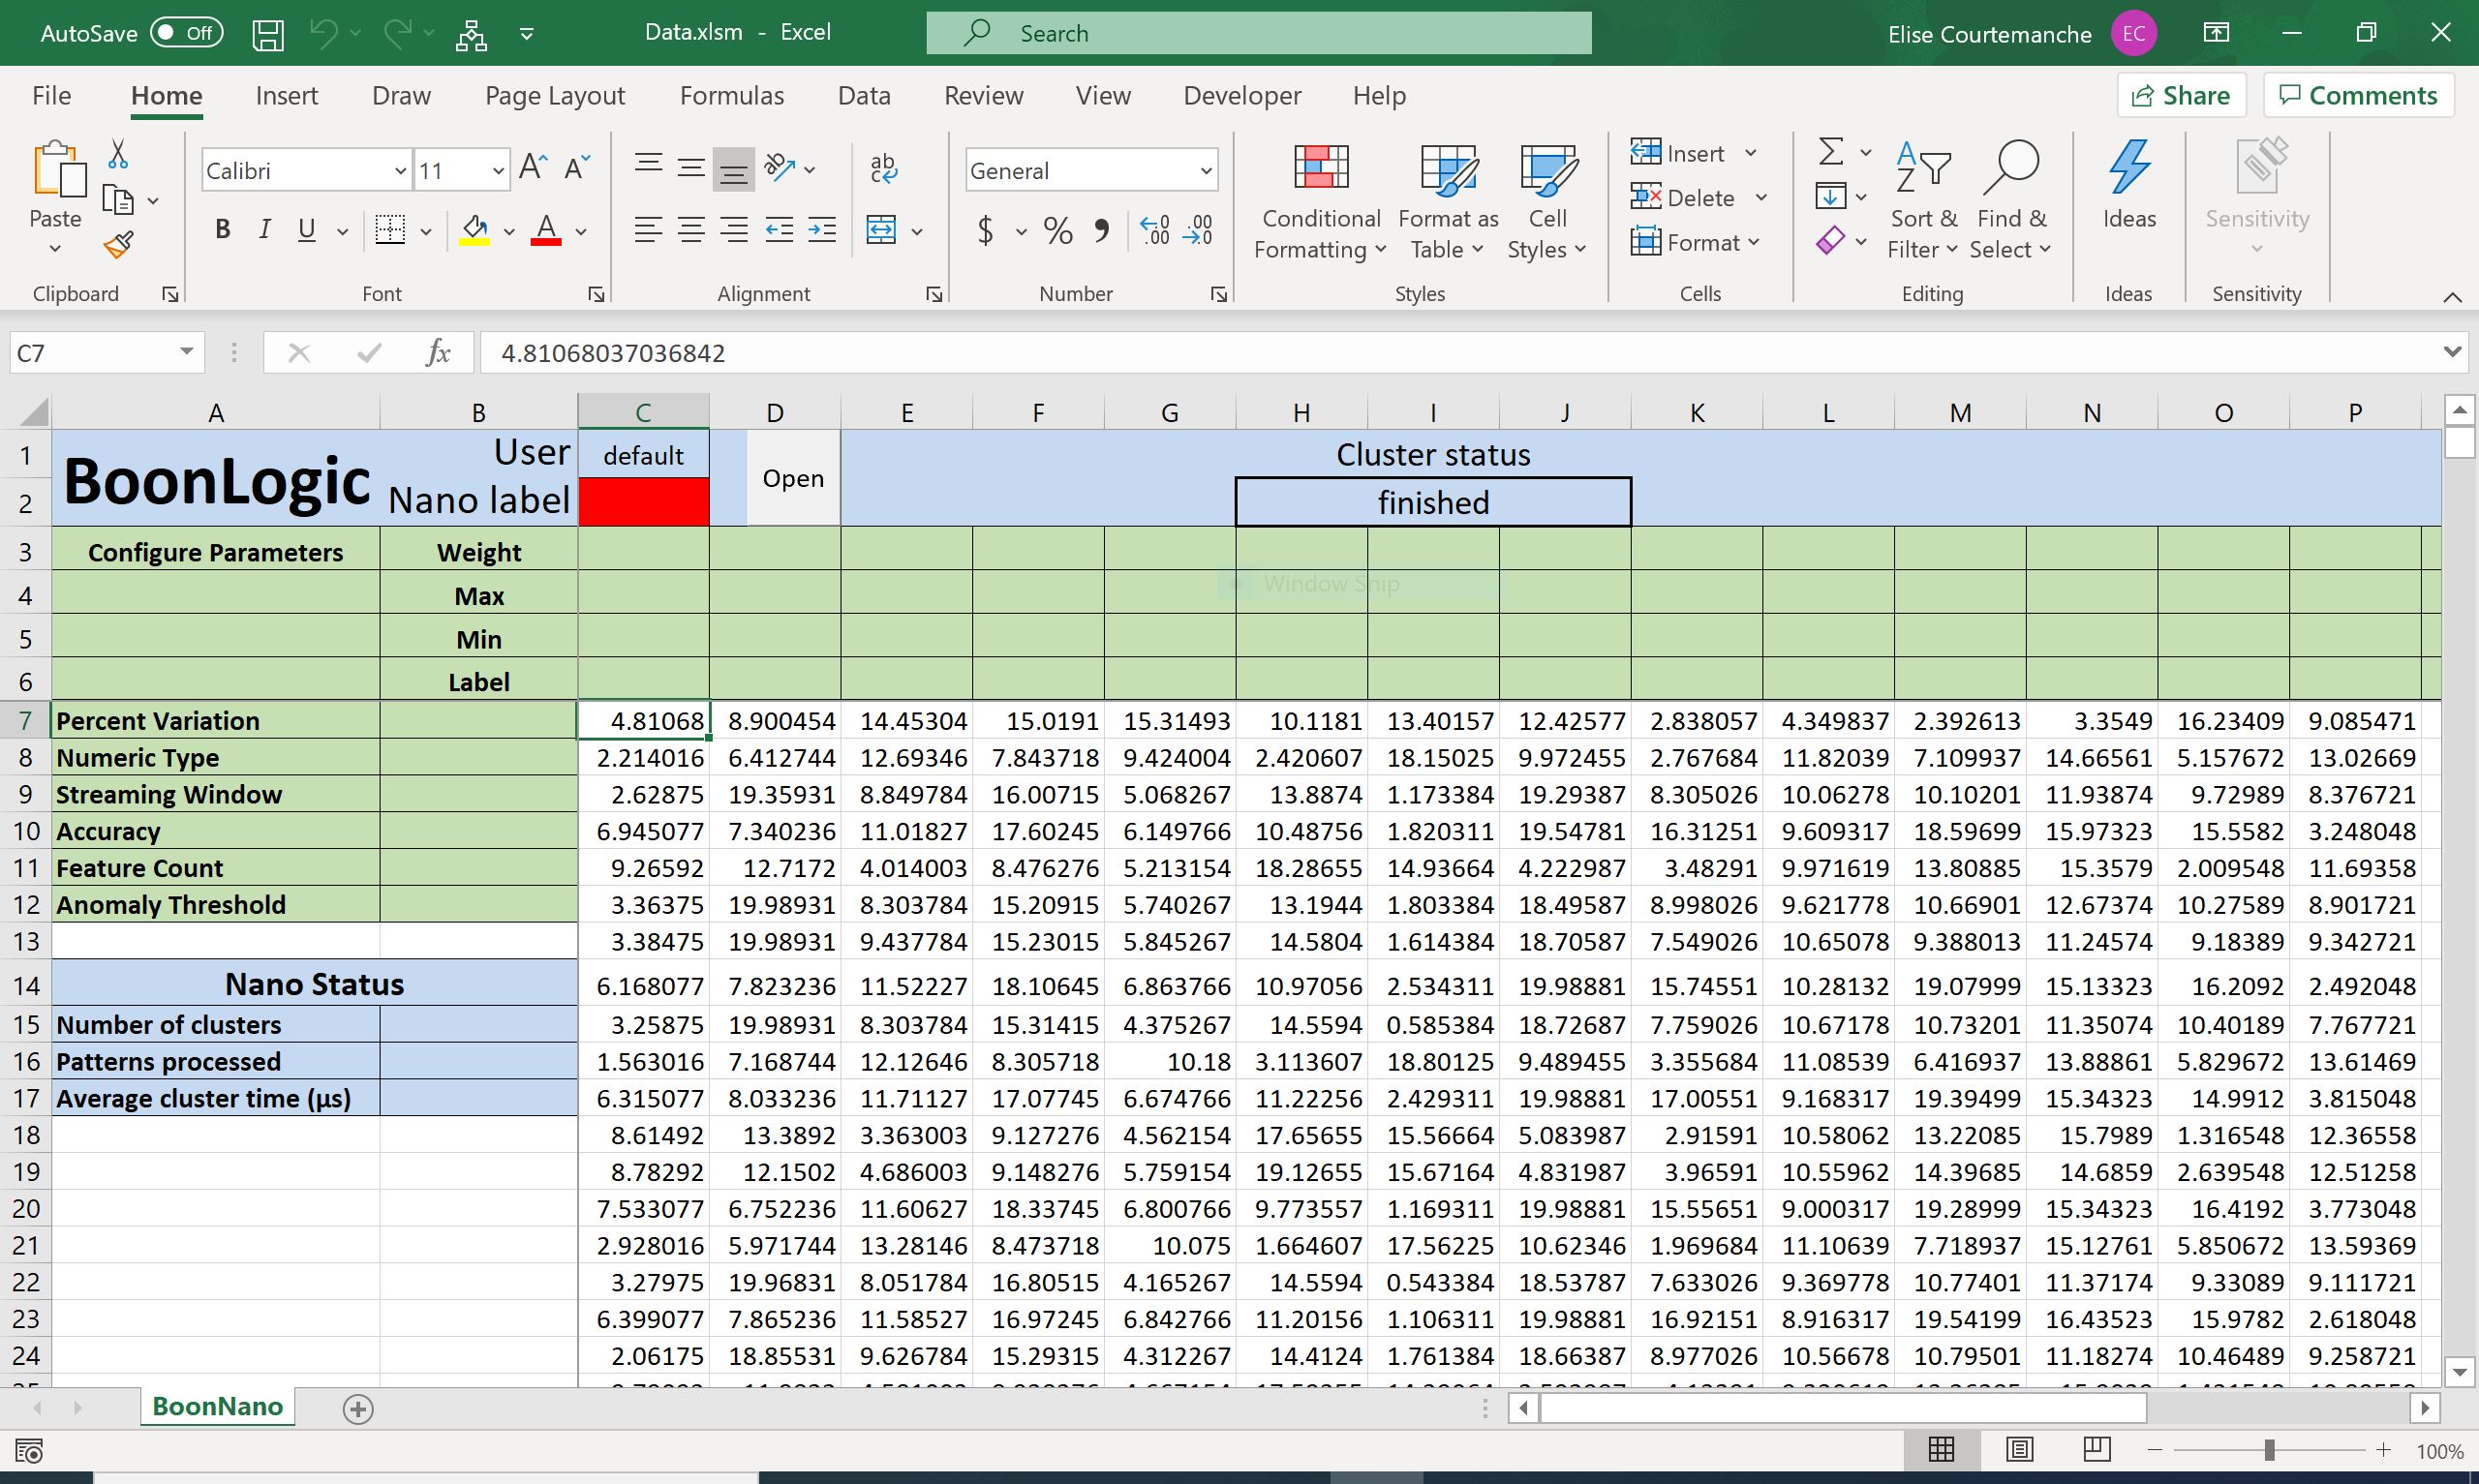 AutoSave Off Data.xlsm - Excel Search Elise Courtemanche EC
File Home Insert Draw Page Layout Formulas Data Review View Developer Help Share Comments
Paste
Calibri 11
B I U A
ab
General
$ % 9 .00
Conditional Formatting
Format as Table
Cell Styles
Insert
Delete
Format
Sort & Filter
Find & Select
Ideas
Sensitivity
Clipboard Font Alignment Number Styles Cells Editing Ideas Sensitivity
C7 fx 4.81068037036842
A B C D E F G H I J K L M N O P
1 BoonLogic User default Open Cluster status
2 Nano label finished
3 Configure Parameters Weight
Window Snip
4 Max
5 Min
6 Label
7 Percent Variation 4.81068 8.900454 14.45304 15.0191 15.31493 10.1181 13.40157 12.42577 2.838057 4.349837 2.392613 3.3549 16.23409 9.085471
8 Numeric Type 2.214016 6.412744 12.69346 7.843718 9.424004 2.420607 18.15025 9.972455 2.767684 11.82039 7.109937 14.66561 5.157672 13.02669
9 Streaming Window 2.62875 19.35931 8.849784 16.00715 5.068267 13.8874 1.173384 19.29387 8.305026 10.06278 10.10201 11.93874 9.72989 8.376721
10 Accuracy 6.945077 7.340236 11.01827 17.60245 6.149766 10.48756 1.820311 19.54781 16.31251 9.609317 18.59699 15.97323 15.5582 3.248048
11 Feature Count 9.26592 12.7172 4.014003 8.476276 5.213154 18.28655 14.93664 4.222987 3.48291 9.971619 13.80885 15.3579 2.009548 11.69358
12 Anomaly Threshold 3.36375 19.98931 8.303784 15.20915 5.740267 13.1944 1.803384 18.49587 8.998026 9.621778 10.66901 12.67374 10.27589 8.901721
13 3.38475 19.98931 9.437784 15.23015 5.845267 14.5804 1.614384 18.70587 7.549026 10.65078 9.388013 11.24574 9.18389 9.342721
14 Nano Status 6.168077 7.823236 11.52227 18.10645 6.863766 10.97056 2.534311 19.98881 15.74551 10.28132 19.07999 15.13323 16.2092 2.492048
15 Number of clusters 3.25875 19.98931 8.303784 15.31415 4.375267 14.5594 0.585384 18.72687 7.759026 10.67178 10.73201 11.35074 10.40189 7.767721
16 Patterns processed 1.563016 7.168744 12.12646 8.305718 10.18 3.113607 18.80125 9.489455 3.355684 11.08539 6.416937 13.88861 5.829672 13.61469
17 Average cluster time (µs) 6.315077 8.033236 11.71127 17.07745 6.674766 11.22256 2.429311 19.98881 17.00551 9.168317 19.39499 15.34323 14.9912 3.815048
18 8.61492 13.3892 3.363003 9.127276 4.562154 17.65655 15.56664 5.083987 2.91591 10.58062 13.22085 15.7989 1.316548 12.36558
19 8.78292 12.1502 4.686003 9.148276 5.759154 19.12655 15.67164 4.831987 3.96591 10.55962 14.39685 14.6859 2.639548 12.51258
20 7.533077 6.752236 11.60627 18.33745 6.800766 9.773557 1.169311 19.98881 15.55651 9.000317 19.28999 15.34323 16.4192 3.773048
21 2.928016 5.971744 13.28146 8.473718 10.075 1.664607 17.56225 10.62346 1.969684 11.10639 7.718937 15.12761 5.850672 13.59369
22 3.27975 19.96831 8.051784 16.80515 4.165267 14.5594 0.543384 18.53787 7.633026 9.369778 10.77401 11.37174 9.33089 9.111721
23 6.399077 7.865236 11.58527 16.97245 6.842766 11.20156 1.106311 19.98881 16.92151 8.916317 19.54199 16.43523 15.9782 2.618048
24 2.06175 18.85531 9.626784 15.29315 4.312267 14.4124 1.761384 18.66387 8.977026 10.56678 10.79501 11.18274 10.46489 9.258721
BoonNano
100%